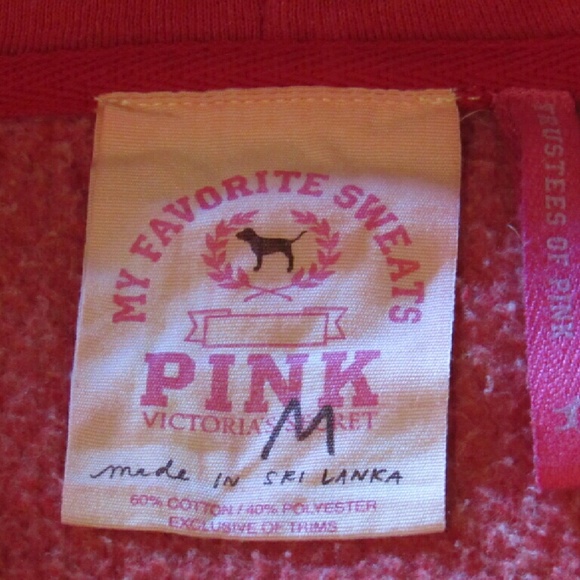 MY FAVORITE SWEATS
PINK
VICTORIA'S SECRET
M
made IN SRI LANKA
60% COTTON / 40% POLYESTER
EXCLUSIVE OF TRIMS
TRUSTEES OF PINK